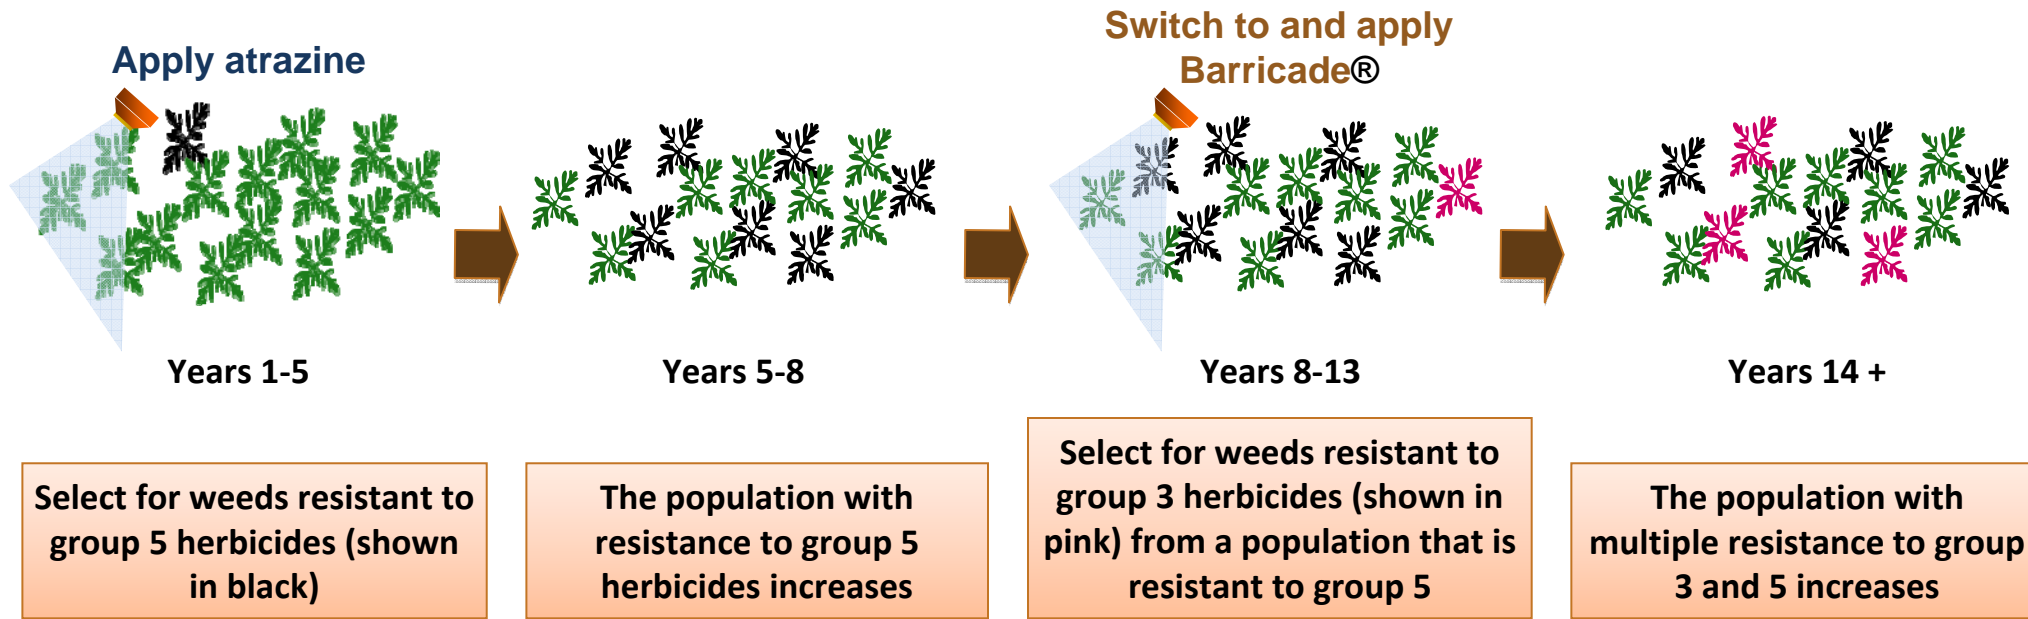 Apply atrazine
Switch to and apply
Barricade®
Years 1-5
Years 5-8
Years 8-13
Years 14 +
Select for weeds resistant to
group 5 herbicides (shown
in black)
The population with
resistance to group 5
herbicides increases
Select for weeds resistant to
group 3 herbicides (shown in
pink) from a population that is
resistant to group 5
The population with
multiple resistance to group
3 and 5 increases